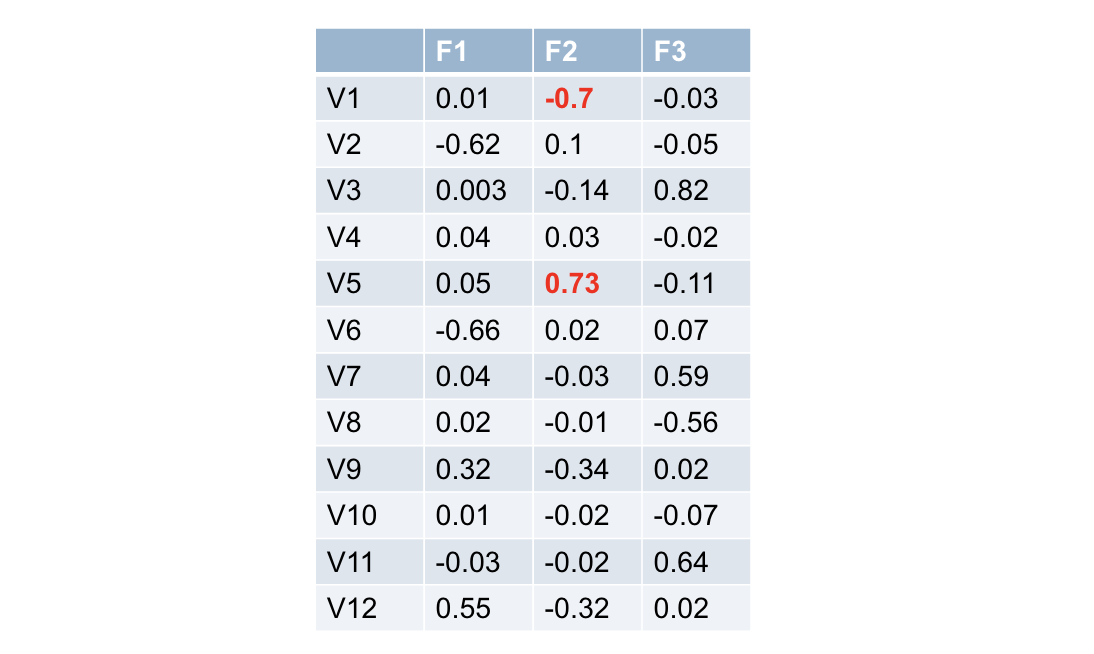 F1 F2 F3
V1 0.01 -0.7 -0.03
V2 -0.62 0.1 -0.05
V3 0.003 -0.14 0.82
V4 0.04 0.03 -0.02
V5 0.05 0.73 -0.11
V6 -0.66 0.02 0.07
V7 0.04 -0.03 0.59
V8 0.02 -0.01 -0.56
V9 0.32 -0.34 0.02
V10 0.01 -0.02 -0.07
V11 -0.03 -0.02 0.64
V12 0.55 -0.32 0.02